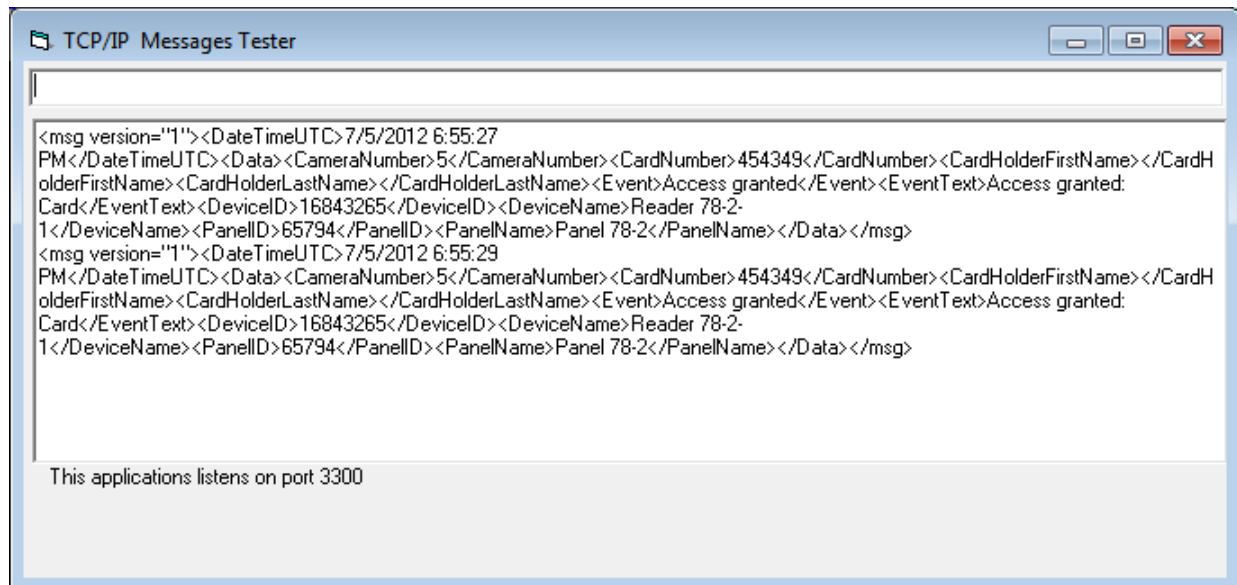 TCP/IP  Messages Tester
<msg version="1"><DateTimeUTC>7/5/2012 6:55:27
PM</DateTimeUTC><Data><CameraNumber>5</CameraNumber><CardNumber>454349</CardNumber><CardHolderFirstName></CardH
olderFirstName><CardHolderLastName></CardHolderLastName><Event>Access granted</Event><EventText>Access granted:
Card</EventText><DeviceID>16843265</DeviceID><DeviceName>Reader 78-2-
1</DeviceName><PanelID>65794</PanelID><PanelName>Panel 78-2</PanelName></Data></msg>
<msg version="1"><DateTimeUTC>7/5/2012 6:55:29
PM</DateTimeUTC><Data><CameraNumber>5</CameraNumber><CardNumber>454349</CardNumber><CardHolderFirstName></CardH
olderFirstName><CardHolderLastName></CardHolderLastName><Event>Access granted</Event><EventText>Access granted:
Card</EventText><DeviceID>16843265</DeviceID><DeviceName>Reader 78-2-
1</DeviceName><PanelID>65794</PanelID><PanelName>Panel 78-2</PanelName></Data></msg>
This applications listens on port 3300